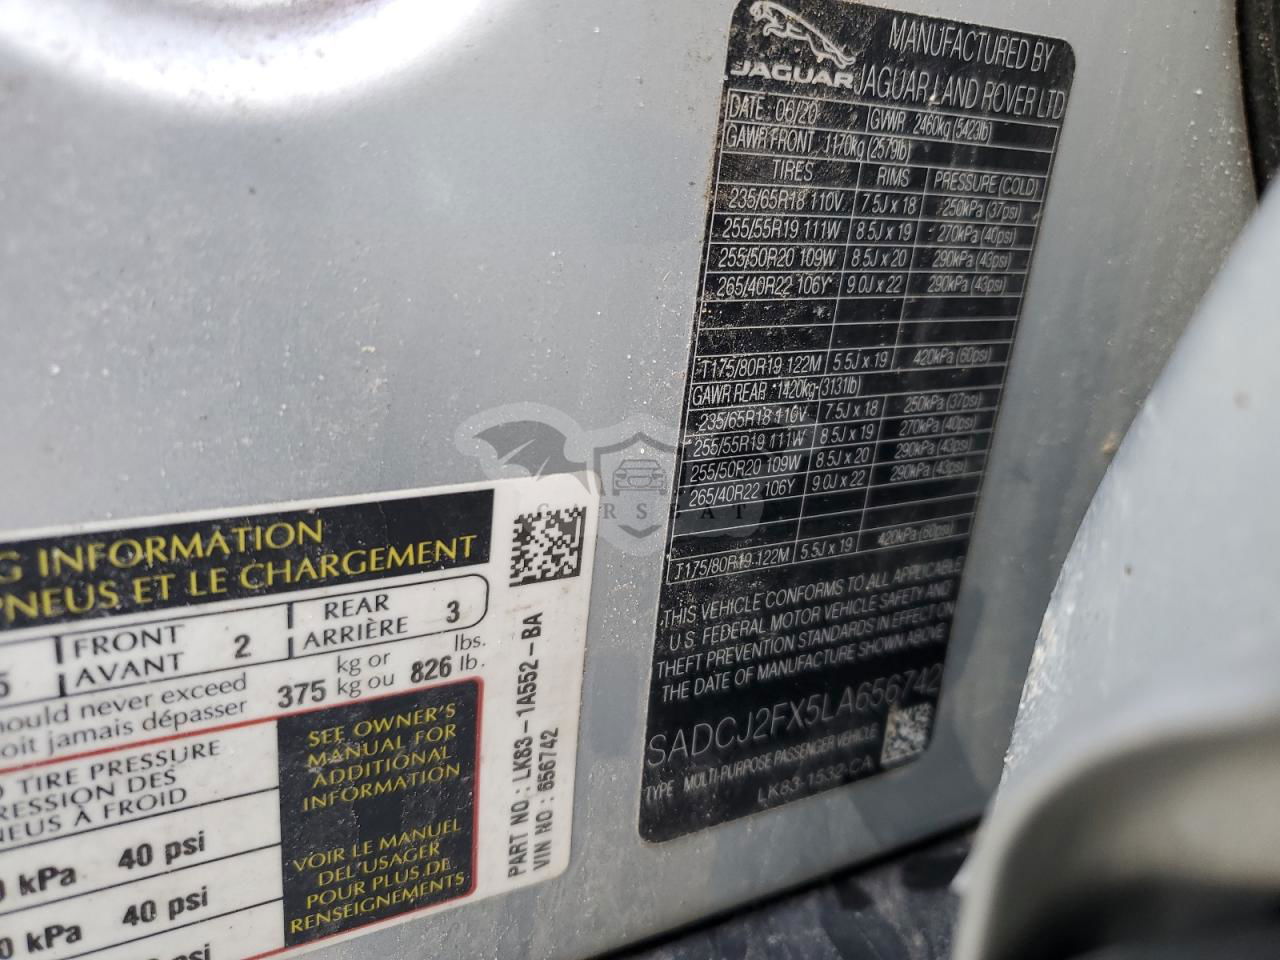 JAGUAR
MANUFACTURED BY
JAGUAR LAND ROVER LTD
DATE: 06/20 GVWR 2460kg (5423lb)
GAWR FRONT 1170kg (2579lb)
TIRES RIMS PRESSURE (COLD)
235/65R18 110V 7.5J x 18 250kPa (37psi)
255/55R19 111W 8.5J x 19 270kPa (40psi)
255/50R20 109W 8.5J x 20 290kPa (43psi)
265/40R22 106Y 9.0J x 22 290kPa (43psi)
T175/80R19 122M 5.5J x 19 420kPa (60psi)
GAWR REAR 1420kg (3131lb)
235/65R18 110V 7.5J x 18 250kPa (37psi)
255/55R19 111W 8.5J x 19 270kPa (40psi)
255/50R20 109W 8.5J x 20 290kPa (43psi)
265/40R22 106Y 9.0J x 22 290kPa (43psi)
T175/80R19 122M 5.5J x 19 420kPa (60psi)
THIS VEHICLE CONFORMS TO ALL APPLICABLE
U.S. FEDERAL MOTOR VEHICLE SAFETY AND
THEFT PREVENTION STANDARDS IN EFFECT ON
THE DATE OF MANUFACTURE SHOWN ABOVE
SADCJ2FX5LA656742
TYPE MULTI-PURPOSE PASSENGER VEHICLE
LK83-1532-CA
G INFORMATION
PNEUS ET LE CHARGEMENT
5 FRONT 2 REAR 3
AVANT ARRIÈRE
should never exceed 375 kg or 826 lbs.
doit jamais dépasser kg ou lb.
TIRE PRESSURE
PRESSION DES
PNEUS À FROID
0 kPa 40 psi
0 kPa 40 psi
psi
SEE OWNER'S
MANUAL FOR
ADDITIONAL
INFORMATION
VOIR LE MANUEL
DEL'USAGER
POUR PLUS DE
RENSEIGNEMENTS
PART NO.: LK83-1A552-BA
VIN NO : 656742